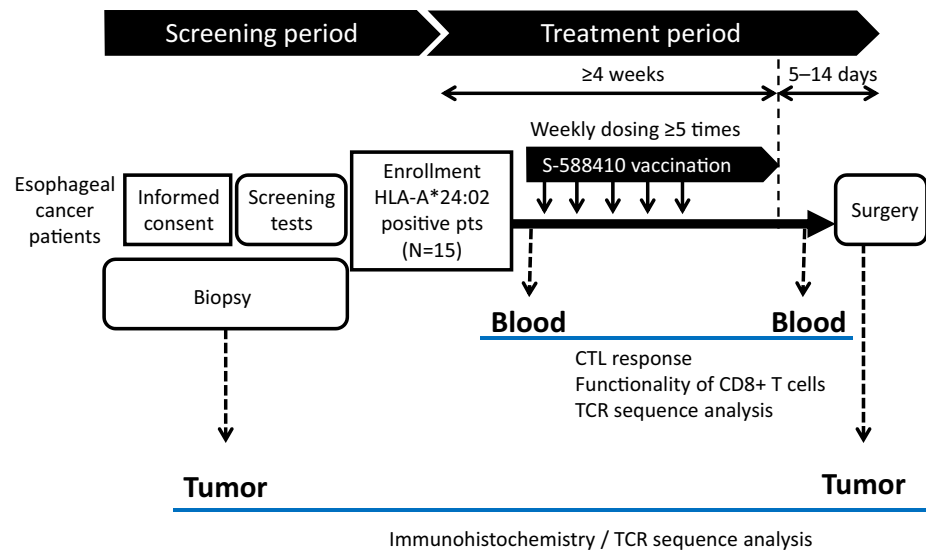 Screening period
Treatment period
≥4 weeks
5–14 days
Weekly dosing ≥5 times
S-588410 vaccination
Esophageal
cancer
patients
Informed
consent
Screening
tests
Enrollment
HLA-A*24:02
positive pts
(N=15)
Surgery
Biopsy
Blood
Blood
CTL response
Functionality of CD8+ T cells
TCR sequence analysis
Tumor
Tumor
Immunohistochemistry / TCR sequence analysis